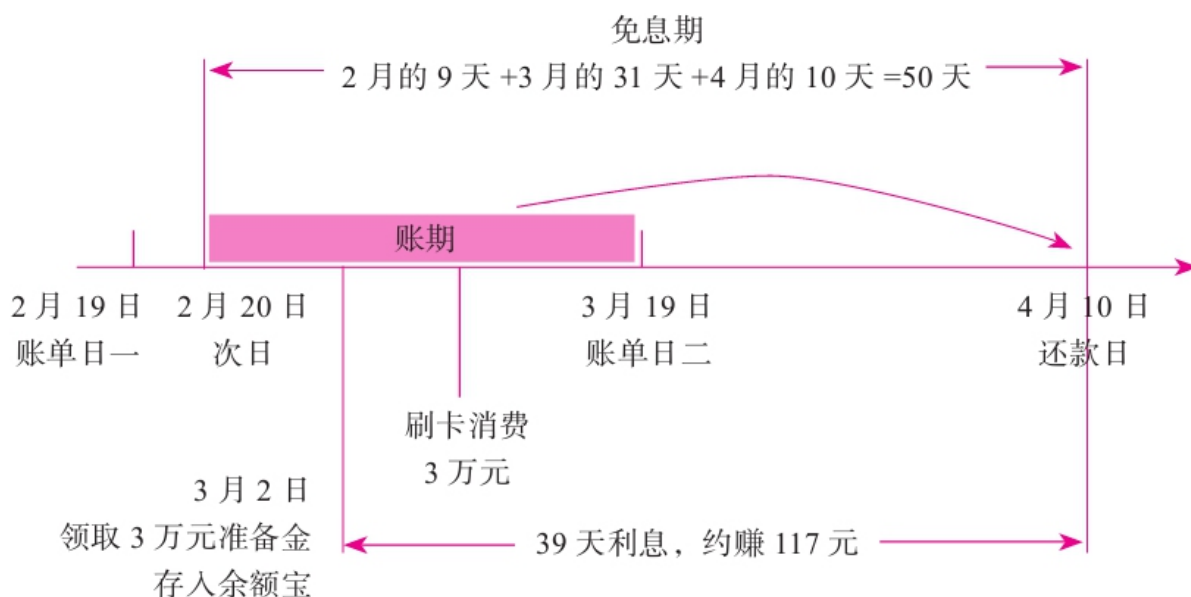 免息期
2 月的 9 天 +3 月的 31 天 +4 月的 10 天 =50 天
账期
2 月 19 日
账单日一
2 月 20 日
次日
3 月 19 日
账单日二
4 月 10 日
还款日
刷卡消费
3 万元
3 月 2 日
领取 3 万元准备金
存入余额宝
39 天利息，约赚 117 元